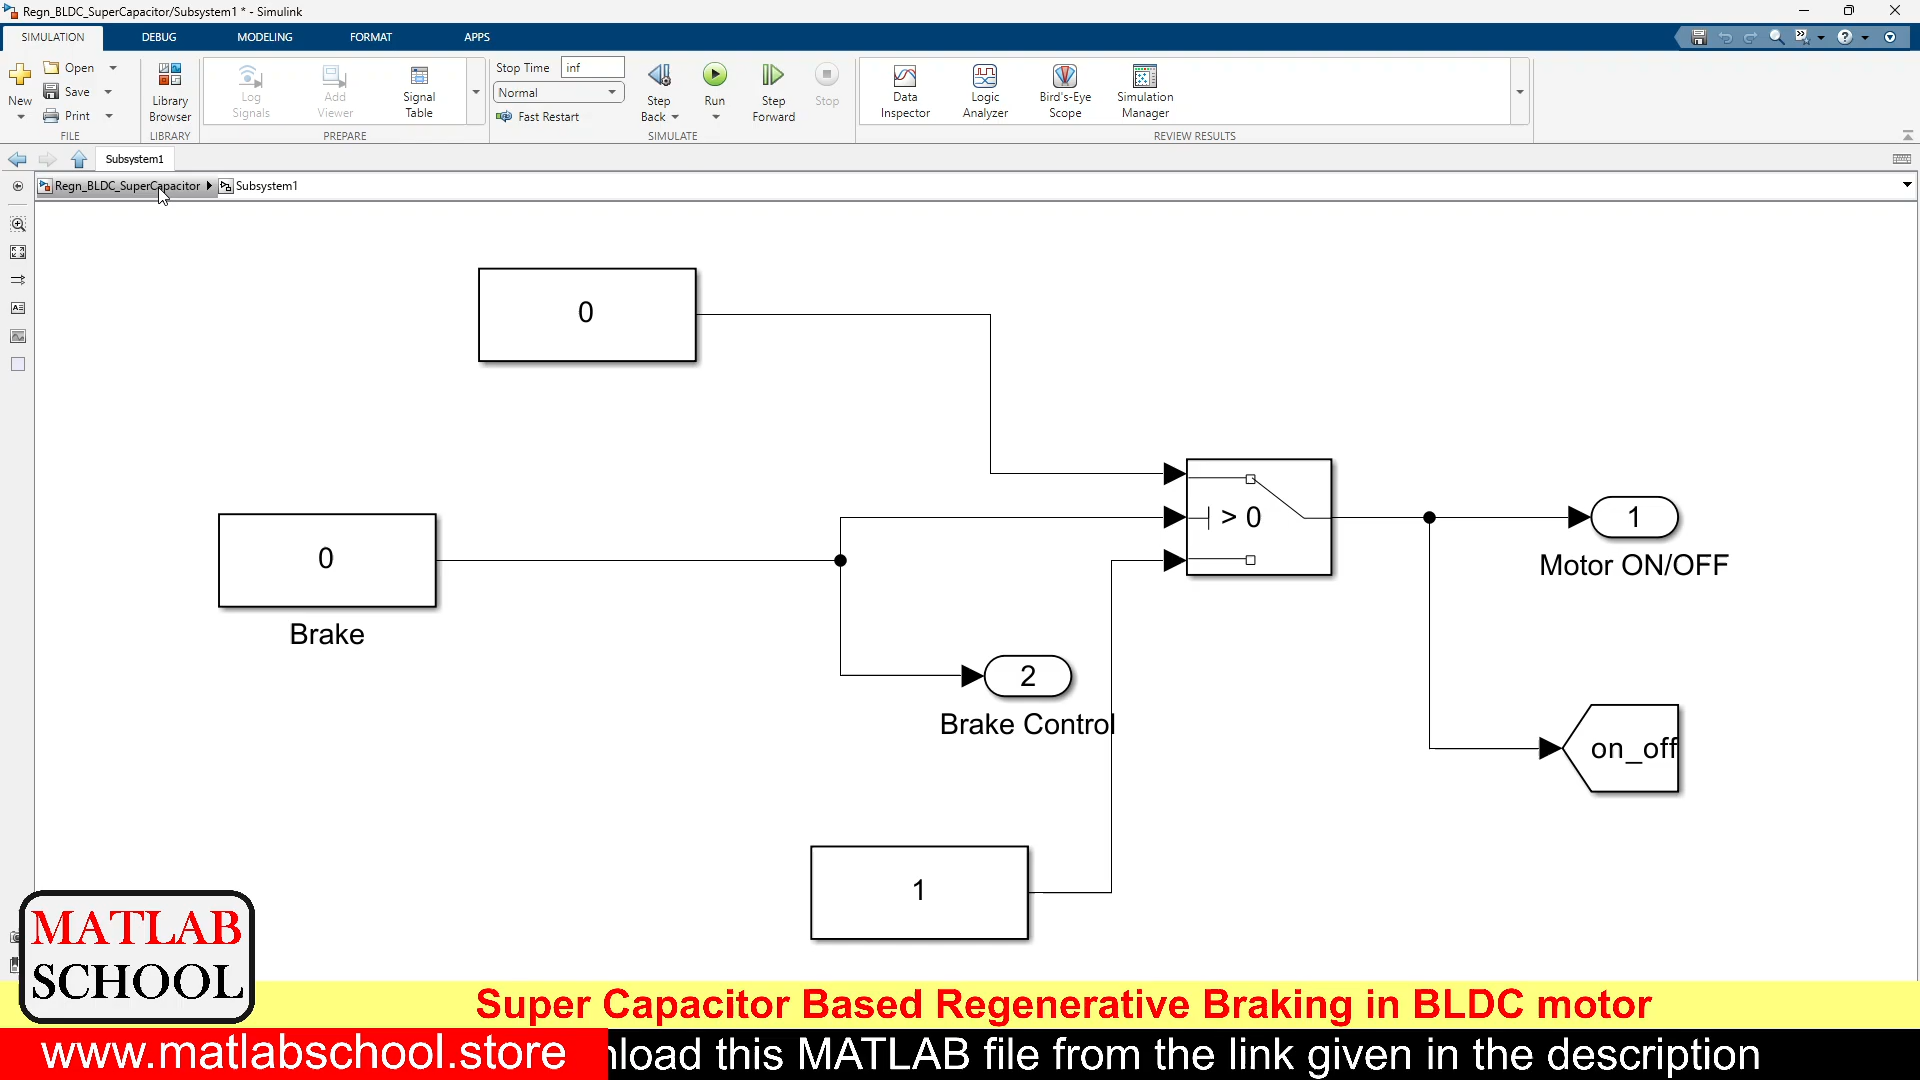 Regn_BLDC_SuperCapacitor/Subsystem1 * - Simulink
SIMULATION DEBUG MODELING FORMAT APPS
New
Open
Save
Print
FILE
Library Browser
LIBRARY
Log Signals
Add Viewer
Signal Table
PREPARE
Stop Time inf
Normal
Fast Restart
Step Back
Run
Step Forward
Stop
SIMULATE
Data Inspector
Logic Analyzer
Bird's-Eye Scope
Simulation Manager
REVIEW RESULTS
Subsystem1
Regn_BLDC_SuperCapacitor Subsystem1
0
> 0
1
Motor ON/OFF
0
Brake
2
Brake Control
on_off
1
MATLAB
SCHOOL
Super Capacitor Based Regenerative Braking in BLDC motor
www.matlabschool.store
nload this MATLAB file from the link given in the description